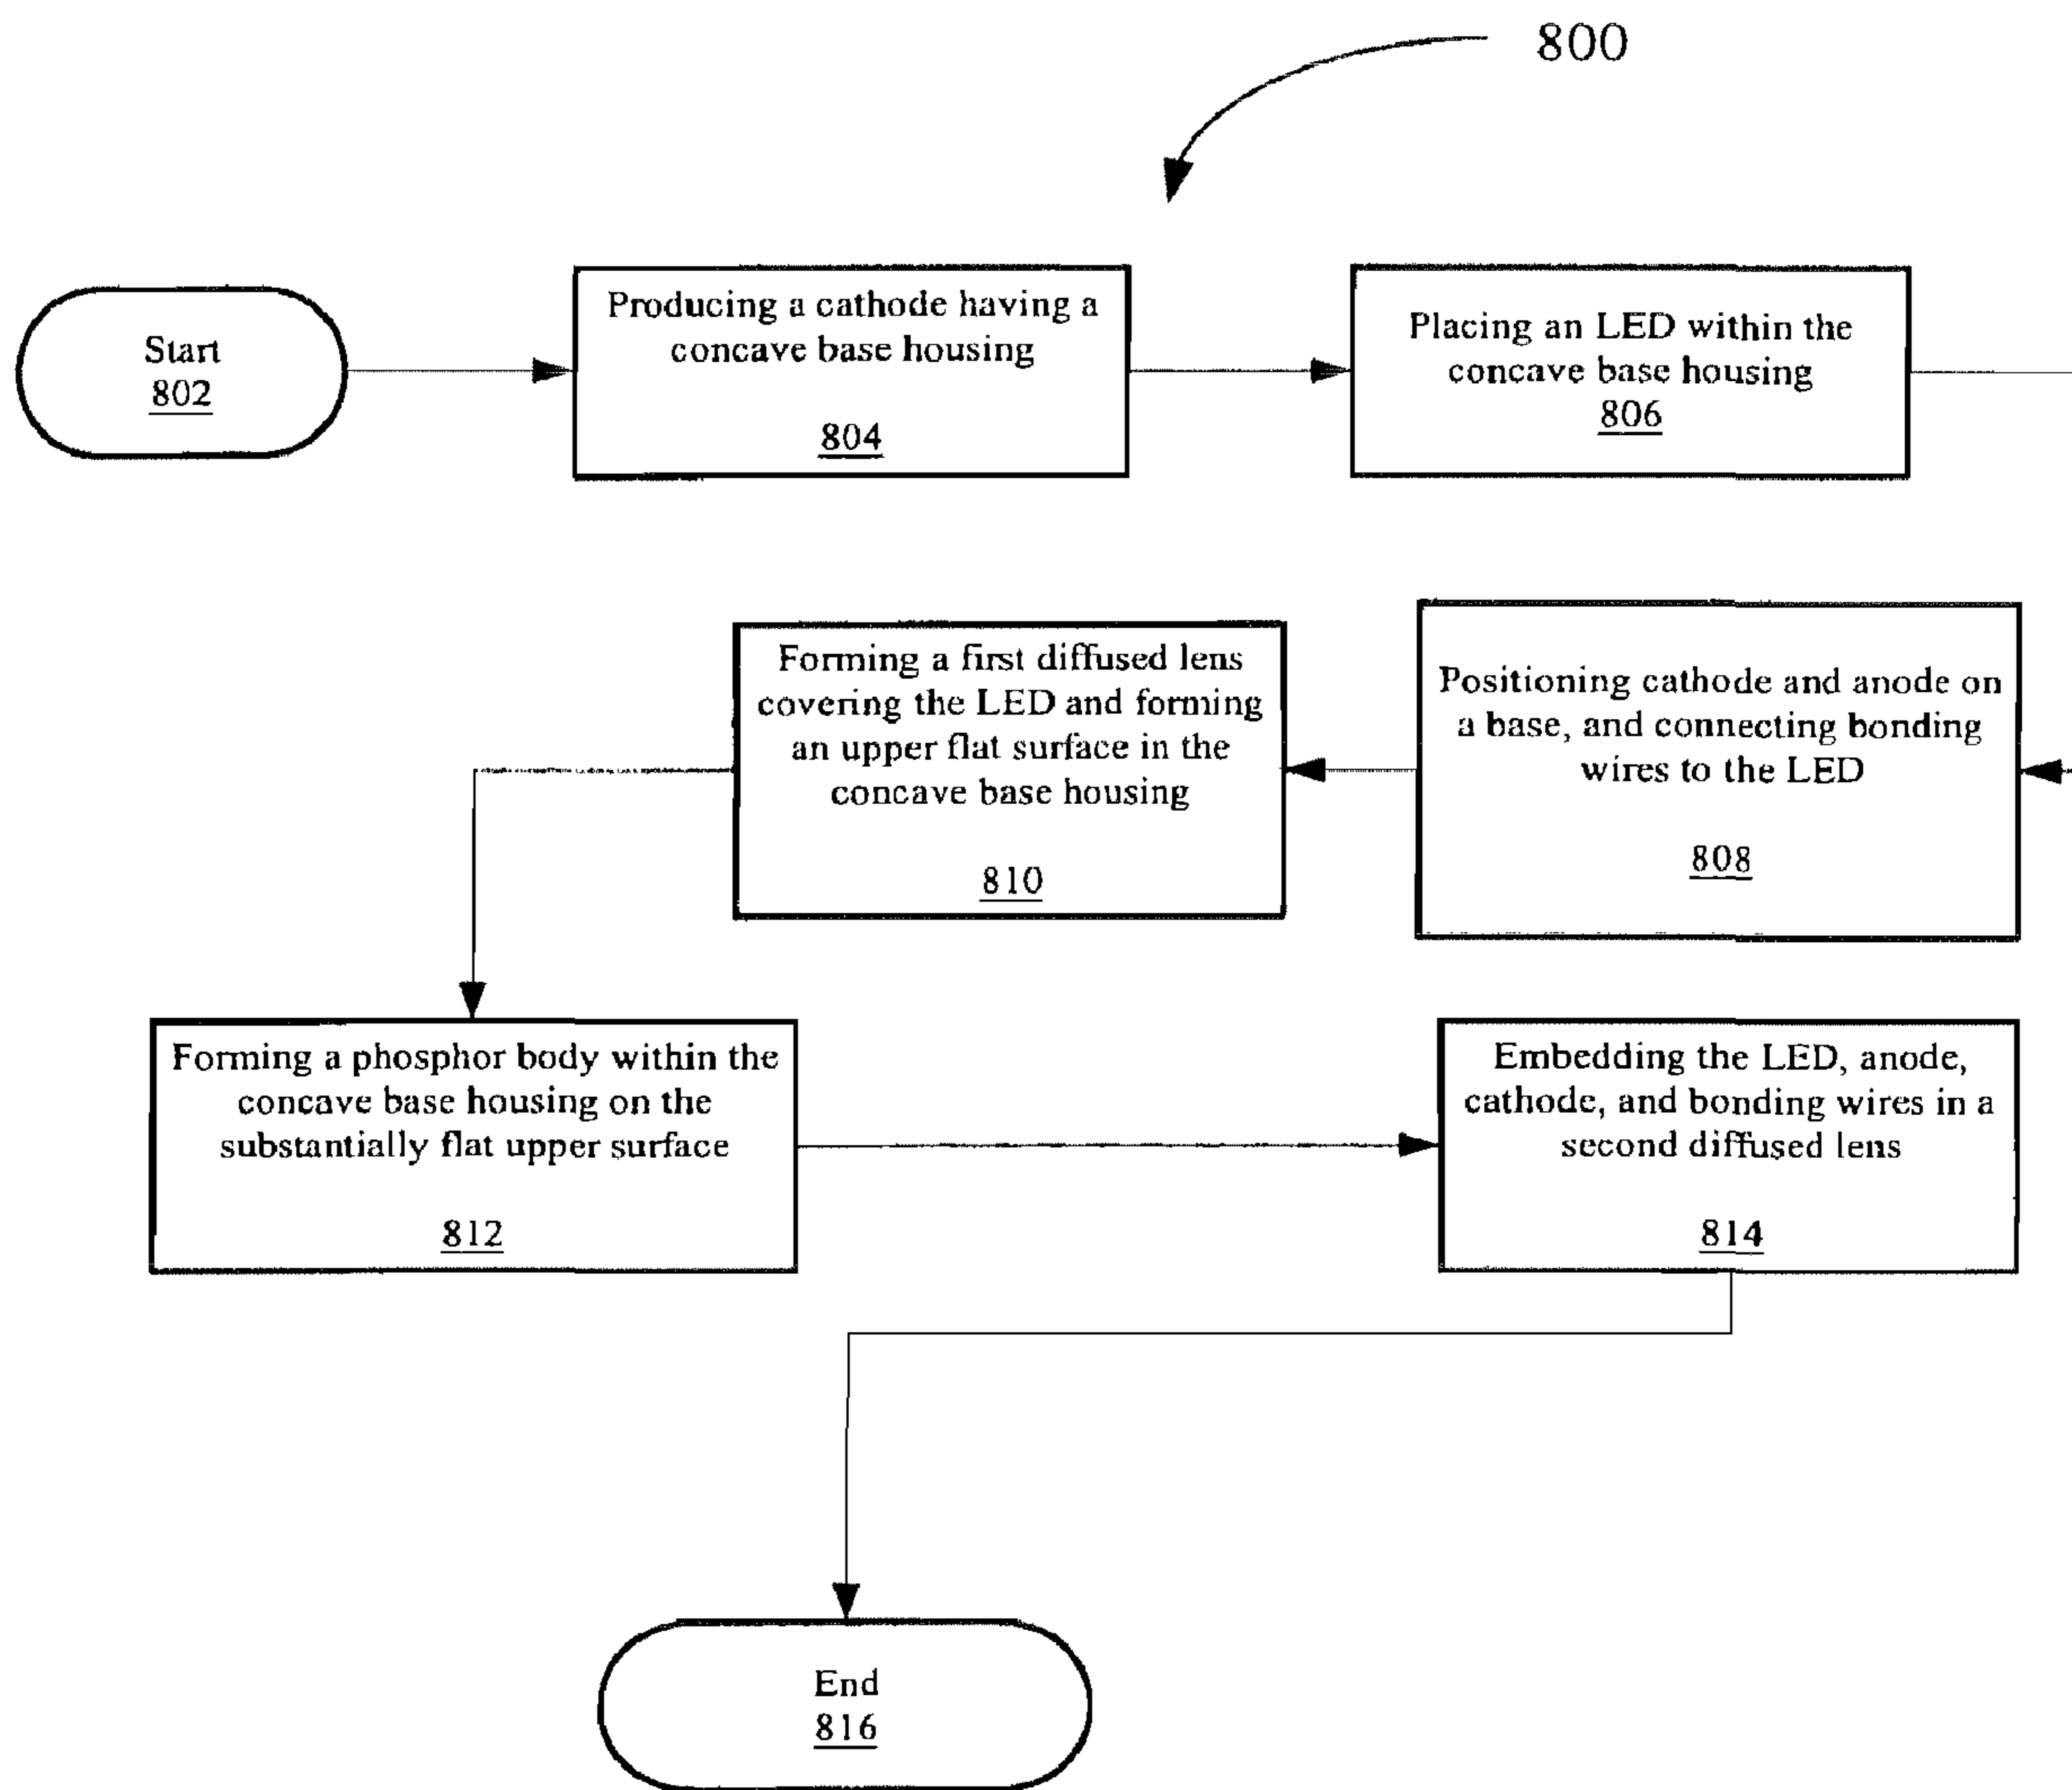 800
Start
802
Producing a cathode having a
concave base housing
804
Placing an LED within the
concave base housing
806
Positioning cathode and anode on
a base, and connecting bonding
wires to the LED
808
Forming a first diffused lens
covering the LED and forming
an upper flat surface in the
concave base housing
810
Forming a phosphor body within the
concave base housing on the
substantially flat upper surface
812
Embedding the LED, anode,
cathode, and bonding wires in a
second diffused lens
814
End
816